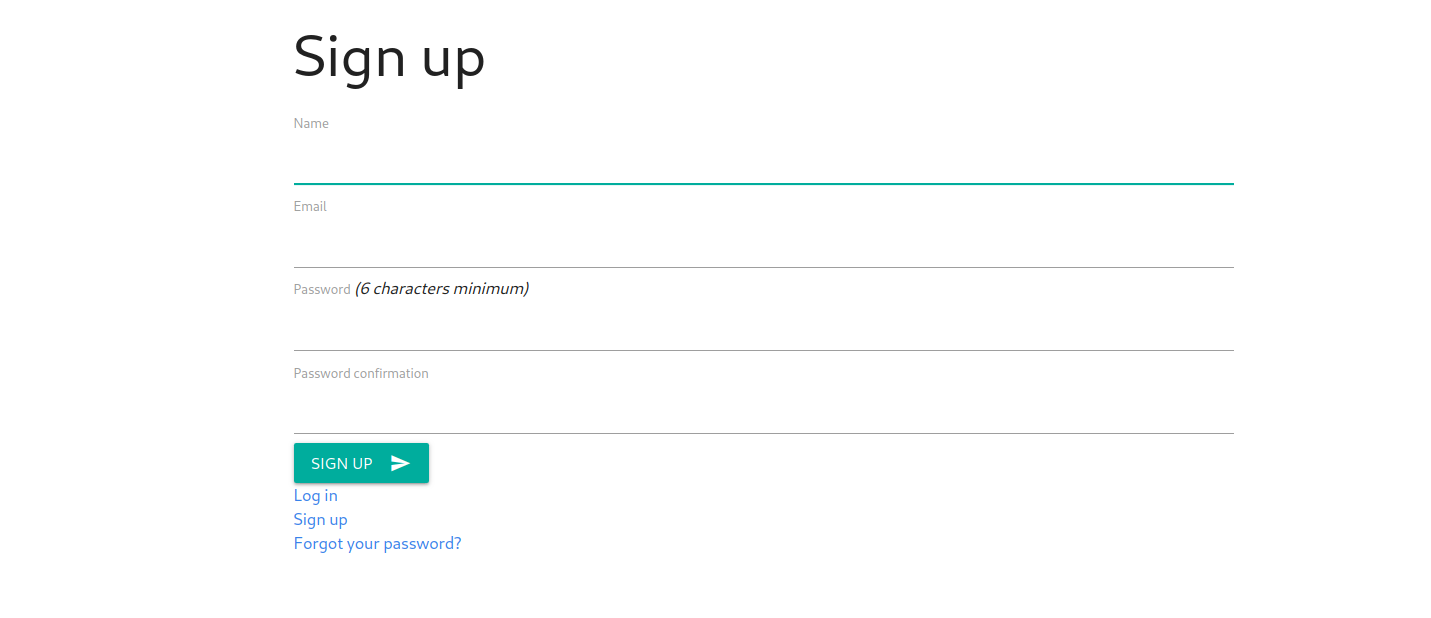 Sign up
Name
Email
Password (6 characters minimum)
Password confirmation
SIGN UP
Log in
Sign up
Forgot your password?